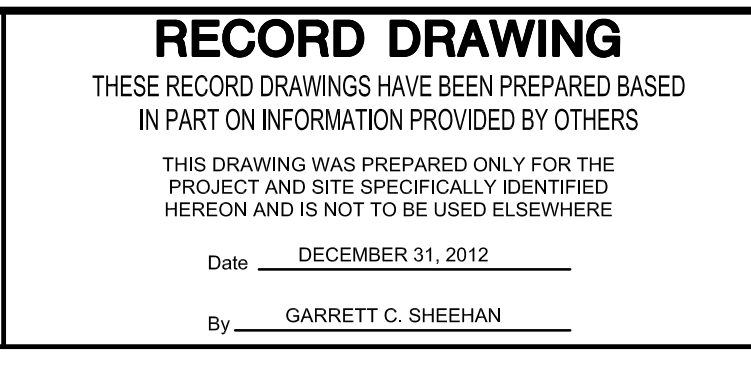 RECORD DRAWING
THESE RECORD DRAWINGS HAVE BEEN PREPARED BASED
IN PART ON INFORMATION PROVIDED BY OTHERS
THIS DRAWING WAS PREPARED ONLY FOR THE
PROJECT AND SITE SPECIFICALLY IDENTIFIED
HEREON AND IS NOT TO BE USED ELSEWHERE
Date DECEMBER 31, 2012
By GARRETT C. SHEEHAN